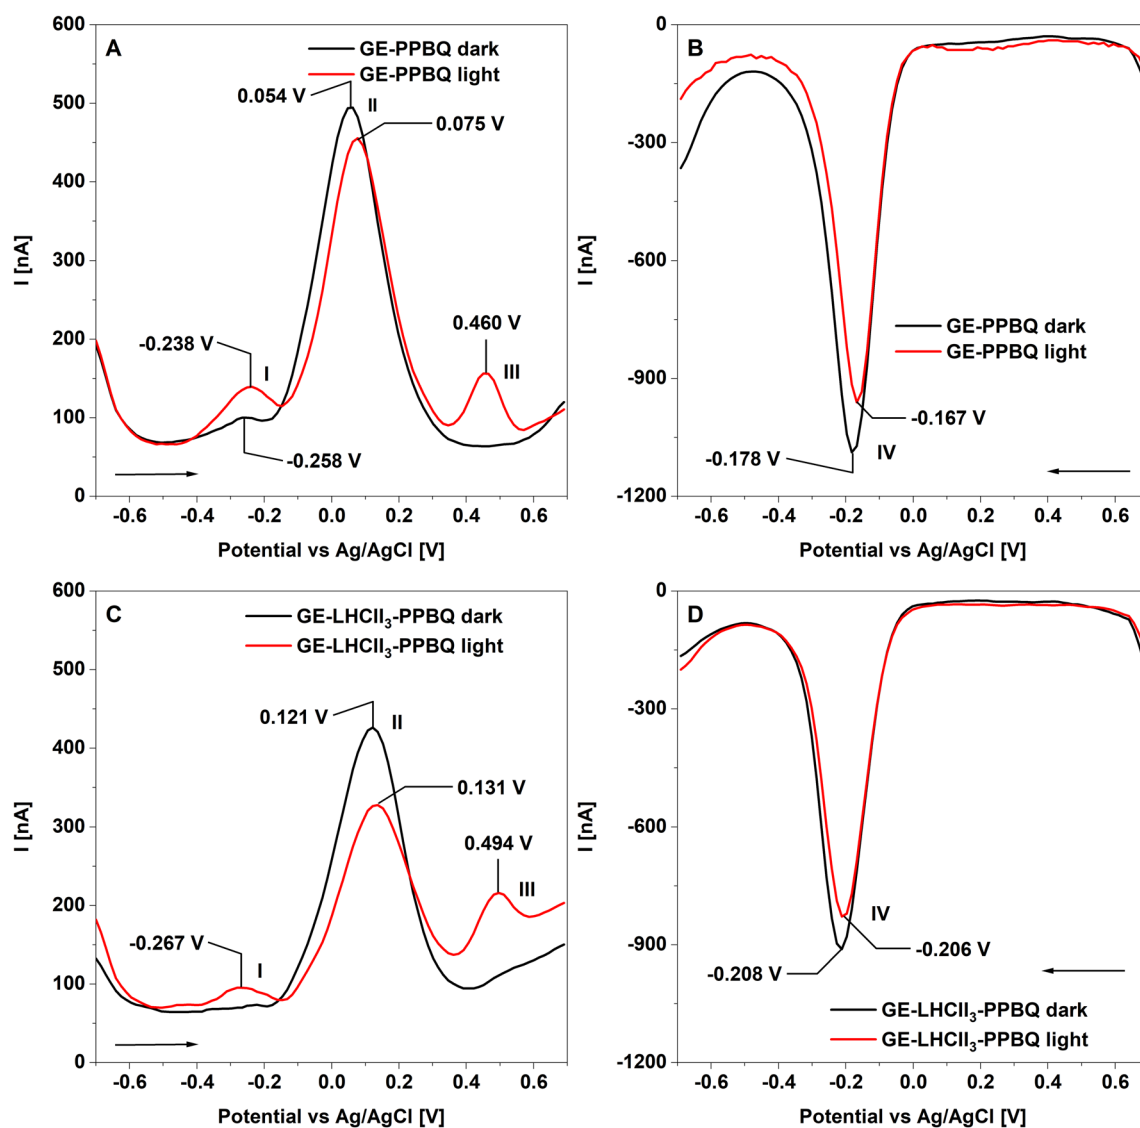 A
GE-PPBQ dark
GE-PPBQ light
0.054 V
II
0.075 V
-0.238 V
I
0.460 V
III
-0.258 V
600
500
400
300
200
100
0
I [nA]
-0.6 -0.4 -0.2 0.0 0.2 0.4 0.6
Potential vs Ag/AgCl [V]
B
0
-300
-600
-900
-1200
I [nA]
GE-PPBQ dark
GE-PPBQ light
-0.167 V
IV
-0.178 V
-0.6 -0.4 -0.2 0.0 0.2 0.4 0.6
Potential vs Ag/AgCl [V]
C
GE-LHCII3-PPBQ dark
GE-LHCII3-PPBQ light
0.121 V
II
0.131 V
0.494 V
III
-0.267 V
I
600
500
400
300
200
100
0
I [nA]
-0.6 -0.4 -0.2 0.0 0.2 0.4 0.6
Potential vs Ag/AgCl [V]
D
0
-300
-600
-900
-1200
I [nA]
IV
-0.206 V
-0.208 V
GE-LHCII3-PPBQ dark
GE-LHCII3-PPBQ light
-0.6 -0.4 -0.2 0.0 0.2 0.4 0.6
Potential vs Ag/AgCl [V]